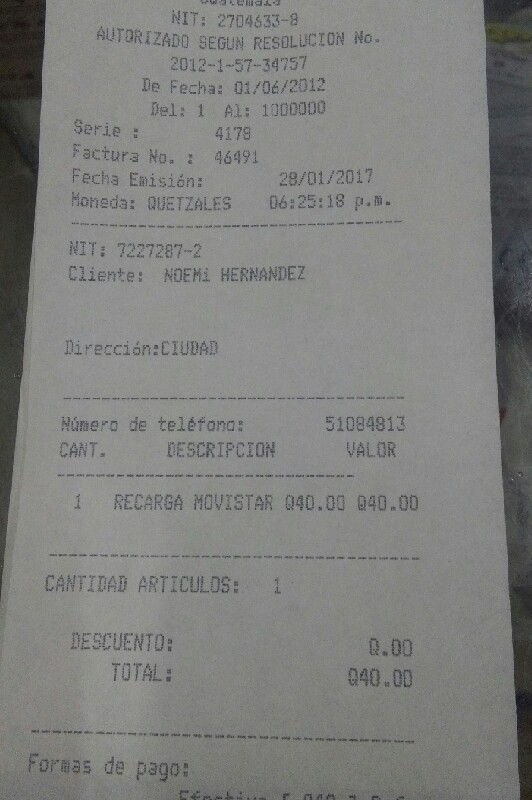 Guatemala
NIT: 2704633-8
AUTORIZADO SEGUN RESOLUCION No.
2012-1-57-34757
De Fecha: 01/06/2012
Del: 1 Al: 1000000
Serie : 4178
Factura No. : 46491
Fecha Emisión: 28/01/2017
Moneda: QUETZALES 06:25:18 p.m.
NIT: 7227287-2
Cliente: NOEMi HERNANDEZ
Dirección:CIUDAD
Número de teléfono: 51084813
CANT. DESCRIPCION VALOR
1 RECARGA MOVISTAR Q40.00 Q40.00
CANTIDAD ARTICULOS: 1
DESCUENTO: Q.00
TOTAL: Q40.00
Formas de pago: